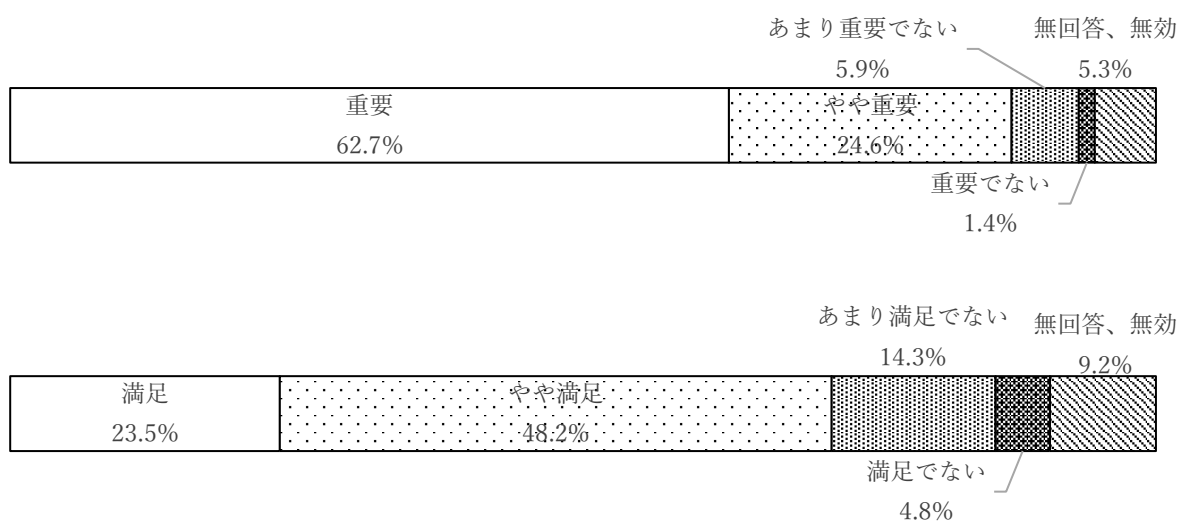 あまり重要でない
5.9%
無回答、無効
5.3%
重要
62.7%
やや重要
24.6%
重要でない
1.4%
あまり満足でない
14.3%
無回答、無効
9.2%
満足
23.5%
やや満足
48.2%
満足でない
4.8%